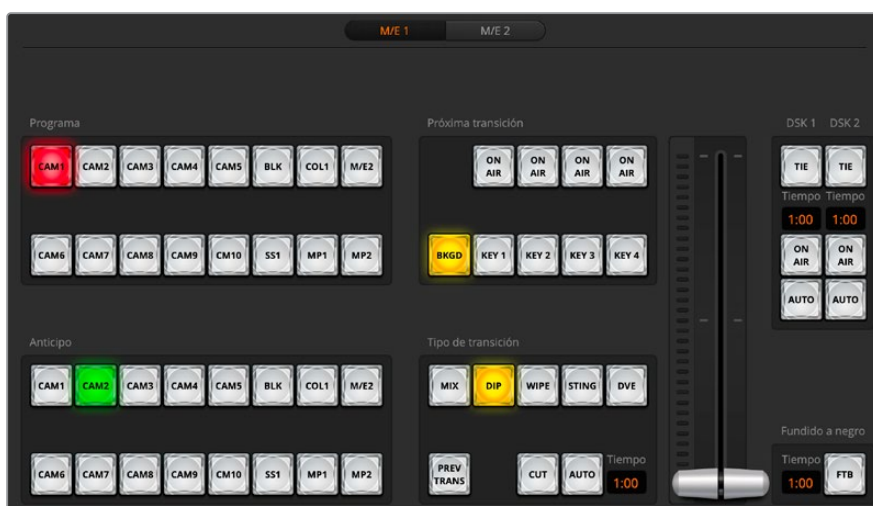 M/E 1 M/E 2
Programa
CAM1 CAM2 CAM3 CAM4 CAM5 BLK COL1 M/E2
CAM6 CAM7 CAM8 CAM9 CM10 SS1 MP1 MP2
Próxima transición
ON AIR ON AIR ON AIR ON AIR
BKGD KEY 1 KEY 2 KEY 3 KEY 4
DSK 1 DSK 2
TIE TIE
Tiempo Tiempo
1:00 1:00
ON AIR ON AIR
AUTO AUTO
Anticipo
CAM1 CAM2 CAM3 CAM4 CAM5 BLK COL1 M/E2
CAM6 CAM7 CAM8 CAM9 CM10 SS1 MP1 MP2
Tipo de transición
MIX DIP WIPE STING DVE
PREV TRANS CUT AUTO
Tiempo
1:00
Fundido a negro
Tiempo
1:00 FTB